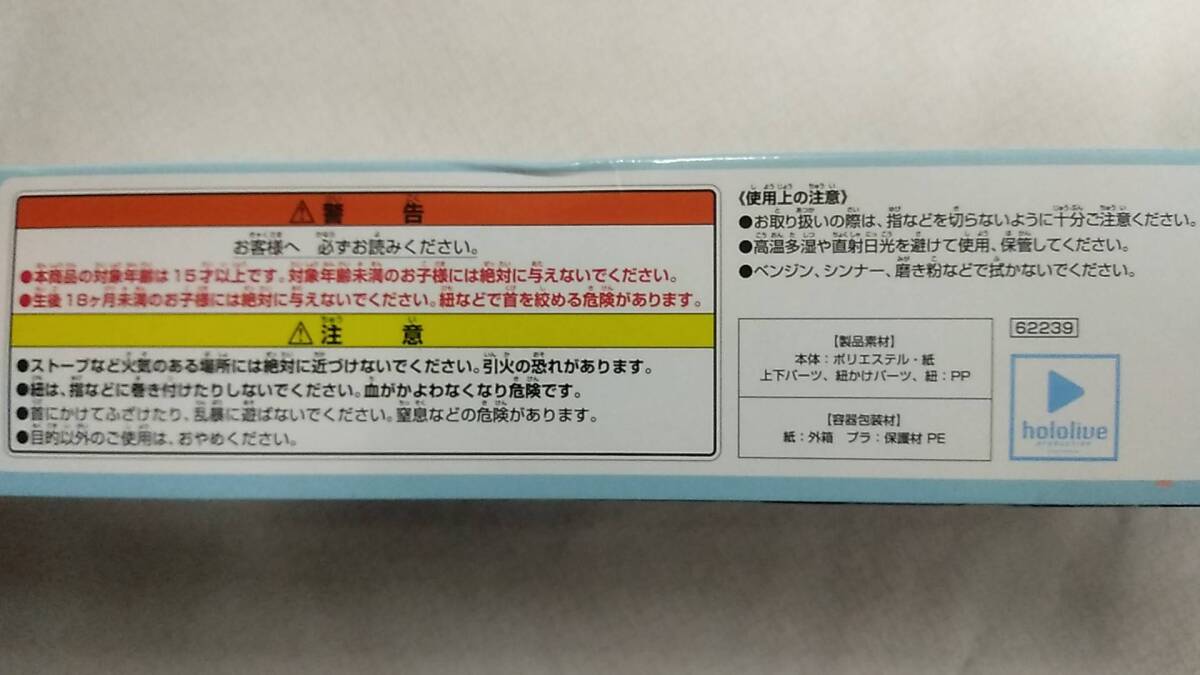 ⚠警 告
お客様へ 必ずお読みください。
●本商品の対象年齢は15才以上です。対象年齢未満のお子様には絶対に与えないでください。
●生後18ヶ月未満のお子様には絶対に与えないでください。紐などで首を絞める危険があります。
⚠注 意
●ストーブなど火気のある場所には絶対に近づけないでください。引火の恐れがあります。
●紐は、指などに巻き付けたりしないでください。血がかよわなくなり危険です。
●首にかけてふざけたり、乱暴に遊ばないでください。窒息などの危険があります。
●目的以外のご使用は、おやめください。
《使用上の注意》
●お取り扱いの際は、指などを切らないように十分ご注意ください。
●高温多湿や直射日光を避けて使用、保管してください。
●ベンジン、シンナー、磨き粉などで拭かないでください。
【製品素材】
本体：ポリエステル・紙
上下パーツ、紐かけパーツ、紐：PP
【容器包装材】
紙：外箱 プラ：保護材 PE
62239
hololive
PRODUCTION